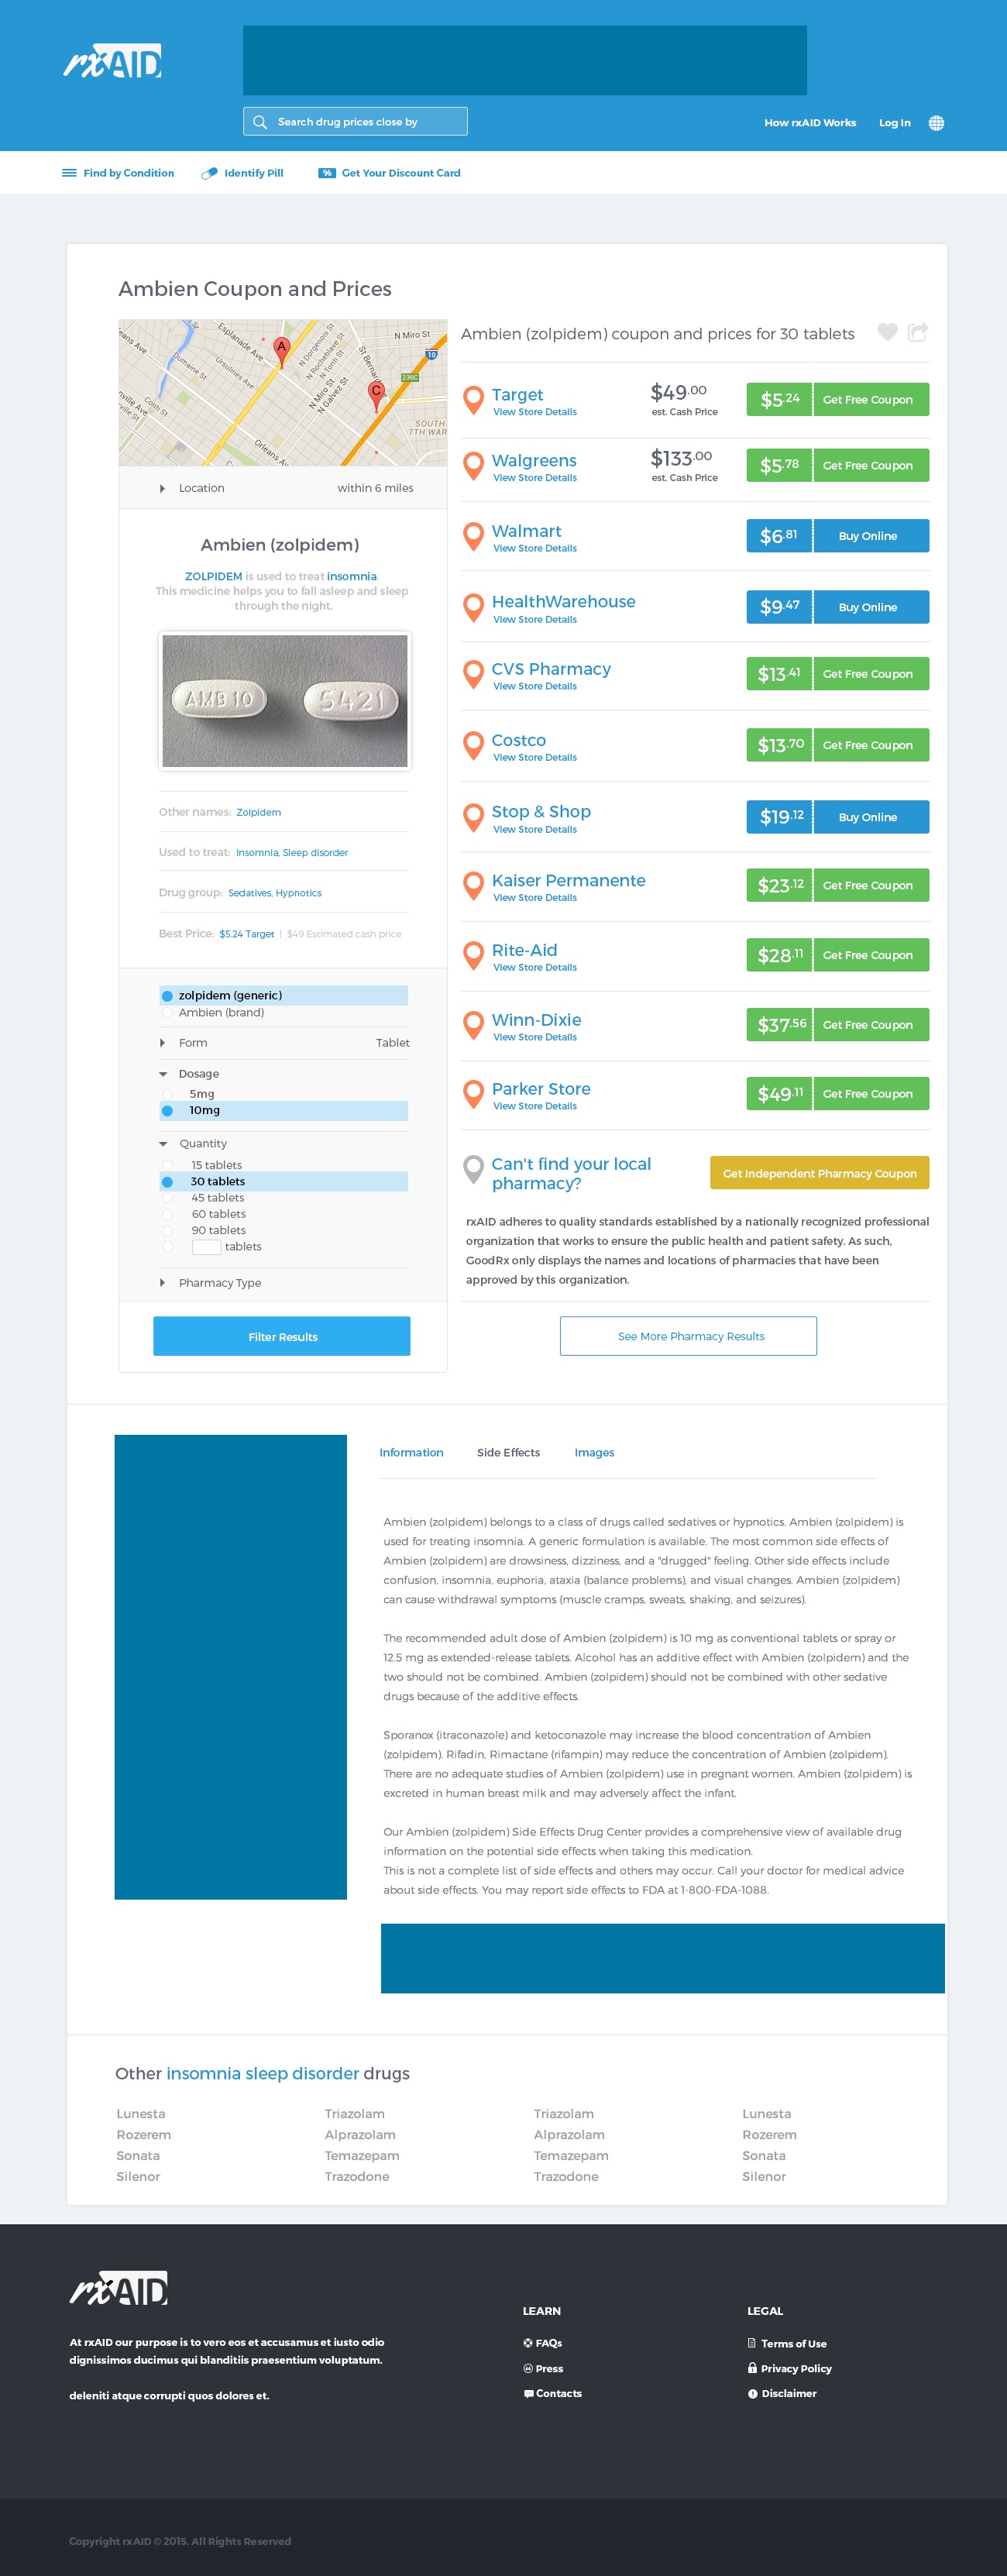 rxAID
Search drug prices close by
How rxAID Works
Log In
Find by Condition
Identify Pill
% Get Your Discount Card
Ambien Coupon and Prices
N Miro St
N Dorgenois St
N Rocheblave St
N Tonti St
Dumaine St
St Bernard
N Miro St
N Galvez St
Orleans Av
SOUTH
7TH WARD
10
236C
A
C
Location within 6 miles
Ambien (zolpidem)
ZOLPIDEM is used to treat insomnia.
This medicine helps you to fall asleep and sleep
through the night.
AMB 10 5421
Other names: Zolpidem
Used to treat: Insomnia, Sleep disorder
Drug group: Sedatives, Hypnotics
Best Price: $5.24 Target | $49 Estimated cash price
zolpidem (generic)
Ambien (brand)
Form Tablet
Dosage
5mg
10mg
Quantity
15 tablets
30 tablets
45 tablets
60 tablets
90 tablets
tablets
Pharmacy Type
Filter Results
Ambien (zolpidem) coupon and prices for 30 tablets
Target $49.00 $5.24 Get Free Coupon
View Store Details est. Cash Price
Walgreens $133.00 $5.78 Get Free Coupon
View Store Details est. Cash Price
Walmart $6.81 Buy Online
View Store Details
HealthWarehouse $9.47 Buy Online
View Store Details
CVS Pharmacy $13.41 Get Free Coupon
View Store Details
Costco $13.70 Get Free Coupon
View Store Details
Stop & Shop $19.12 Buy Online
View Store Details
Kaiser Permanente $23.12 Get Free Coupon
View Store Details
Rite-Aid $28.11 Get Free Coupon
View Store Details
Winn-Dixie $37.56 Get Free Coupon
View Store Details
Parker Store $49.11 Get Free Coupon
View Store Details
Can't find your local
pharmacy?
Get Independent Pharmacy Coupon
rxAID adheres to quality standards established by a nationally recognized professional
organization that works to ensure the public health and patient safety. As such,
GoodRx only displays the names and locations of pharmacies that have been
approved by this organization.
See More Pharmacy Results
Information Side Effects Images
Ambien (zolpidem) belongs to a class of drugs called sedatives or hypnotics. Ambien (zolpidem) is
used for treating insomnia. A generic formulation is available. The most common side effects of
Ambien (zolpidem) are drowsiness, dizziness, and a "drugged" feeling. Other side effects include
confusion, insomnia, euphoria, ataxia (balance problems), and visual changes. Ambien (zolpidem)
can cause withdrawal symptoms (muscle cramps, sweats, shaking, and seizures).
The recommended adult dose of Ambien (zolpidem) is 10 mg as conventional tablets or spray or
12.5 mg as extended-release tablets. Alcohol has an additive effect with Ambien (zolpidem) and the
two should not be combined. Ambien (zolpidem) should not be combined with other sedative
drugs because of the additive effects.
Sporanox (itraconazole) and ketoconazole may increase the blood concentration of Ambien
(zolpidem). Rifadin, Rimactane (rifampin) may reduce the concentration of Ambien (zolpidem).
There are no adequate studies of Ambien (zolpidem) use in pregnant women. Ambien (zolpidem) is
excreted in human breast milk and may adversely affect the infant.
Our Ambien (zolpidem) Side Effects Drug Center provides a comprehensive view of available drug
information on the potential side effects when taking this medication.
This is not a complete list of side effects and others may occur. Call your doctor for medical advice
about side effects. You may report side effects to FDA at 1-800-FDA-1088.
Other insomnia sleep disorder drugs
Lunesta Triazolam Triazolam Lunesta
Rozerem Alprazolam Alprazolam Rozerem
Sonata Temazepam Temazepam Sonata
Silenor Trazodone Trazodone Silenor
rxAID
At rxAID our purpose is to vero eos et accusamus et iusto odio
dignissimos ducimus qui blanditiis praesentium voluptatum.
deleniti atque corrupti quos dolores et.
LEARN
FAQs
Press
Contacts
LEGAL
Terms of Use
Privacy Policy
Disclaimer
Copyright rxAID © 2015. All Rights Reserved